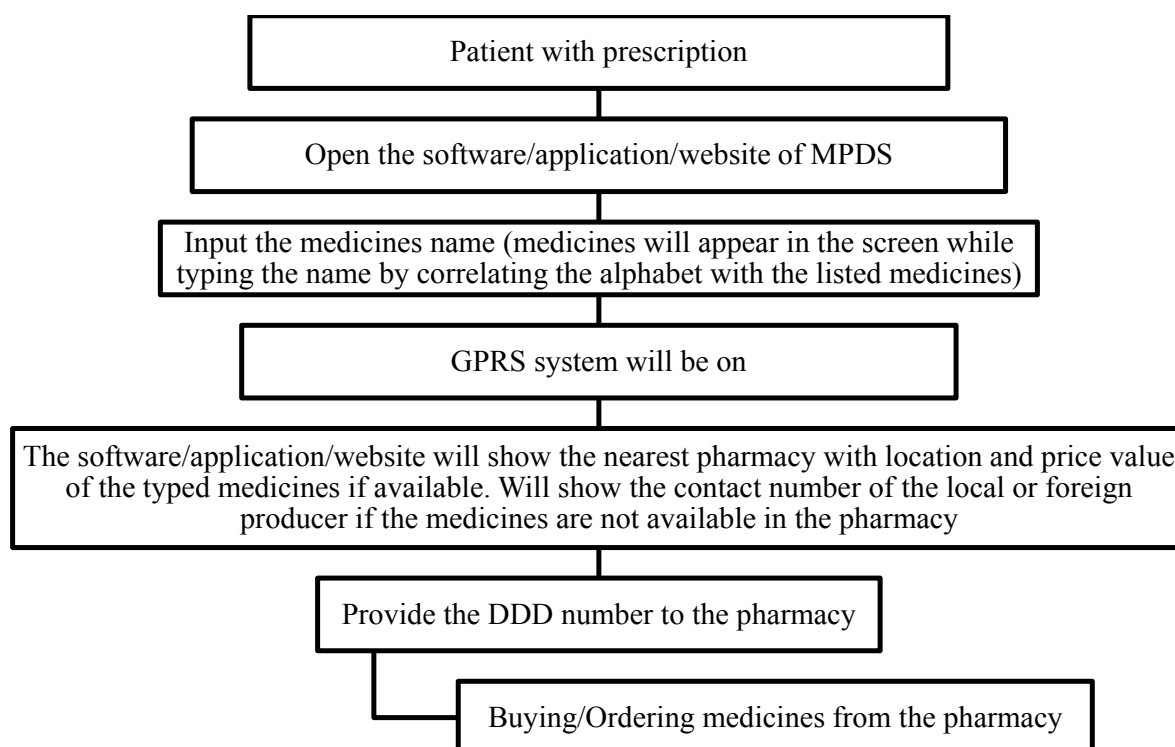 Patient with prescription
Open the software/application/website of MPDS
Input the medicines name (medicines will appear in the screen while
typing the name by correlating the alphabet with the listed medicines)
GPRS system will be on
The software/application/website will show the nearest pharmacy with location and price value
of the typed medicines if available. Will show the contact number of the local or foreign
producer if the medicines are not available in the pharmacy
Provide the DDD number to the pharmacy
Buying/Ordering medicines from the pharmacy